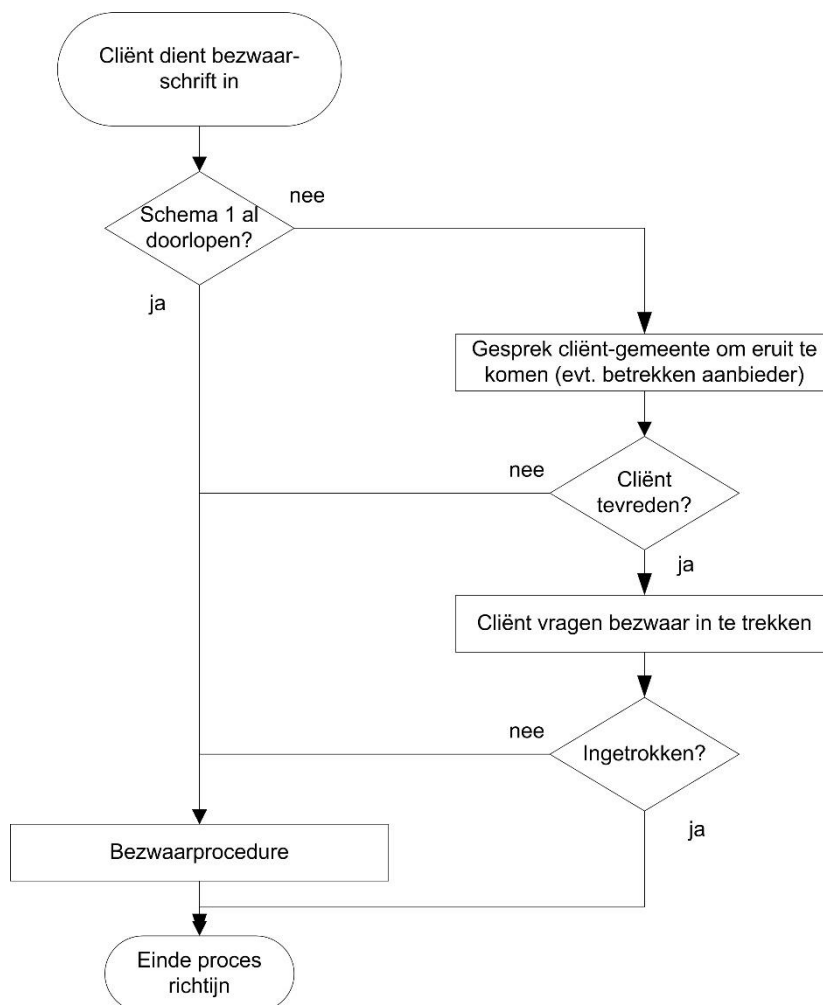 Cliënt dient bezwaar-
schrift in
Schema 1 al
doorlopen?
nee
ja
Gesprek cliënt-gemeente om eruit te
komen (evt. betrekken aanbieder)
nee
Cliënt
tevreden?
ja
Cliënt vragen bezwaar in te trekken
nee
Ingetrokken?
ja
Bezwaarprocedure
Einde proces
richtijn